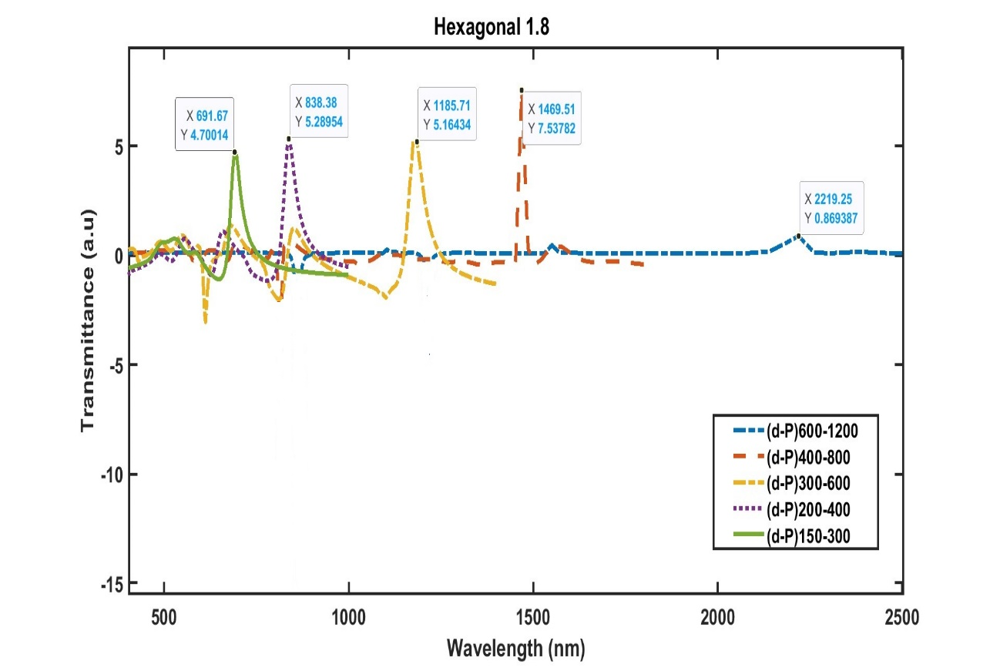 Hexagonal 1.8
X 691.67
Y 4.70014
X 838.38
Y 5.28954
X 1185.71
Y 5.16434
X 1469.51
Y 7.53782
X 2219.25
Y 0.869387
Transmittance (a.u)
5
0
-5
-10
-15
(d-P)600-1200
(d-P)400-800
(d-P)300-600
(d-P)200-400
(d-P)150-300
500 1000 1500 2000 2500
Wavelength (nm)